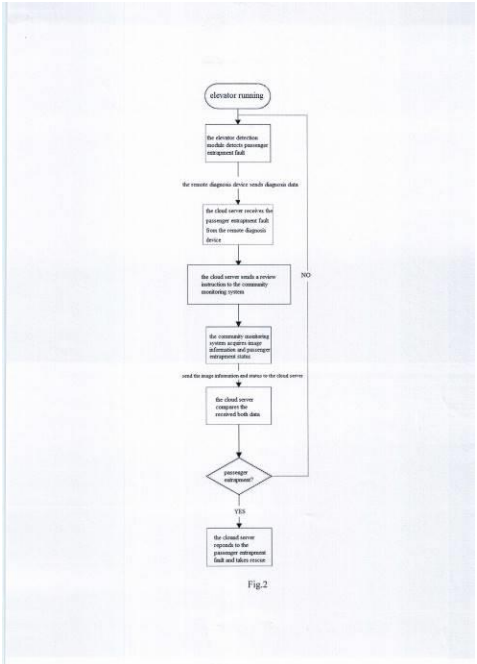 elevator running
the elevator detection
module detects passenger
entrapment fault
the remote diagnosis device sends diagnosis data
the cloud server receives the
passenger entrapment fault
from the remote diagnosis
device
the cloud server sends a review
instruction to the community
monitoring system
NO
the community monitoring
system acquires image
information and passenger
entrapment status
send the image information and status to the cloud server
the cloud server
compares the
received both data
passenger
entrapment?
YES
the clound server
reponds to the
passenger entrapment
fault and takes rescue
Fig.2